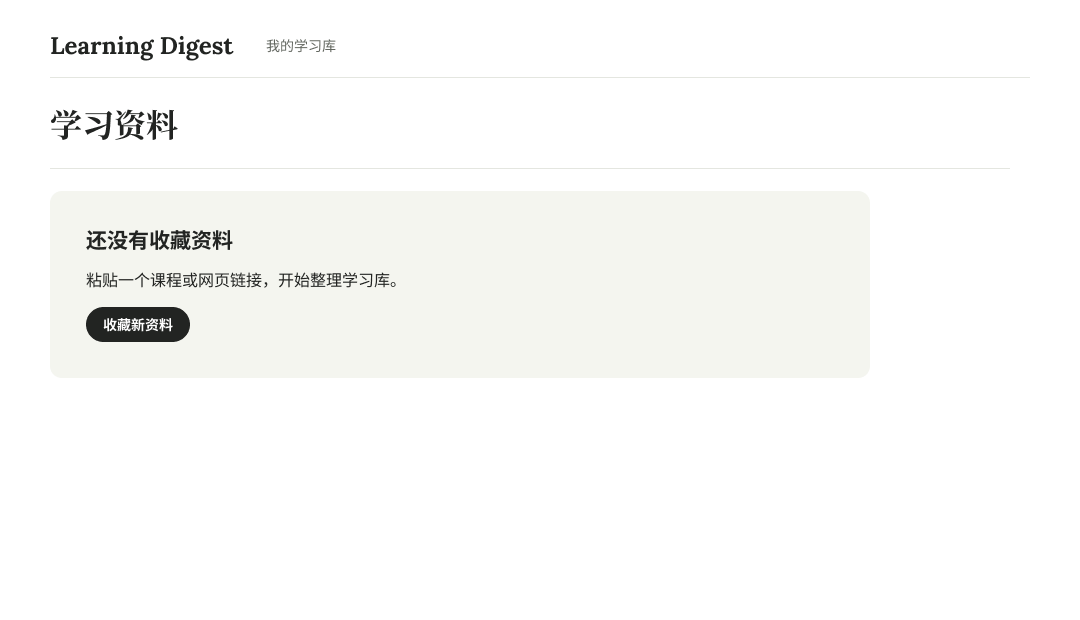 Learning Digest
我的学习库
学习资料
还没有收藏资料
粘贴一个课程或网页链接，开始整理学习库。
收藏新资料